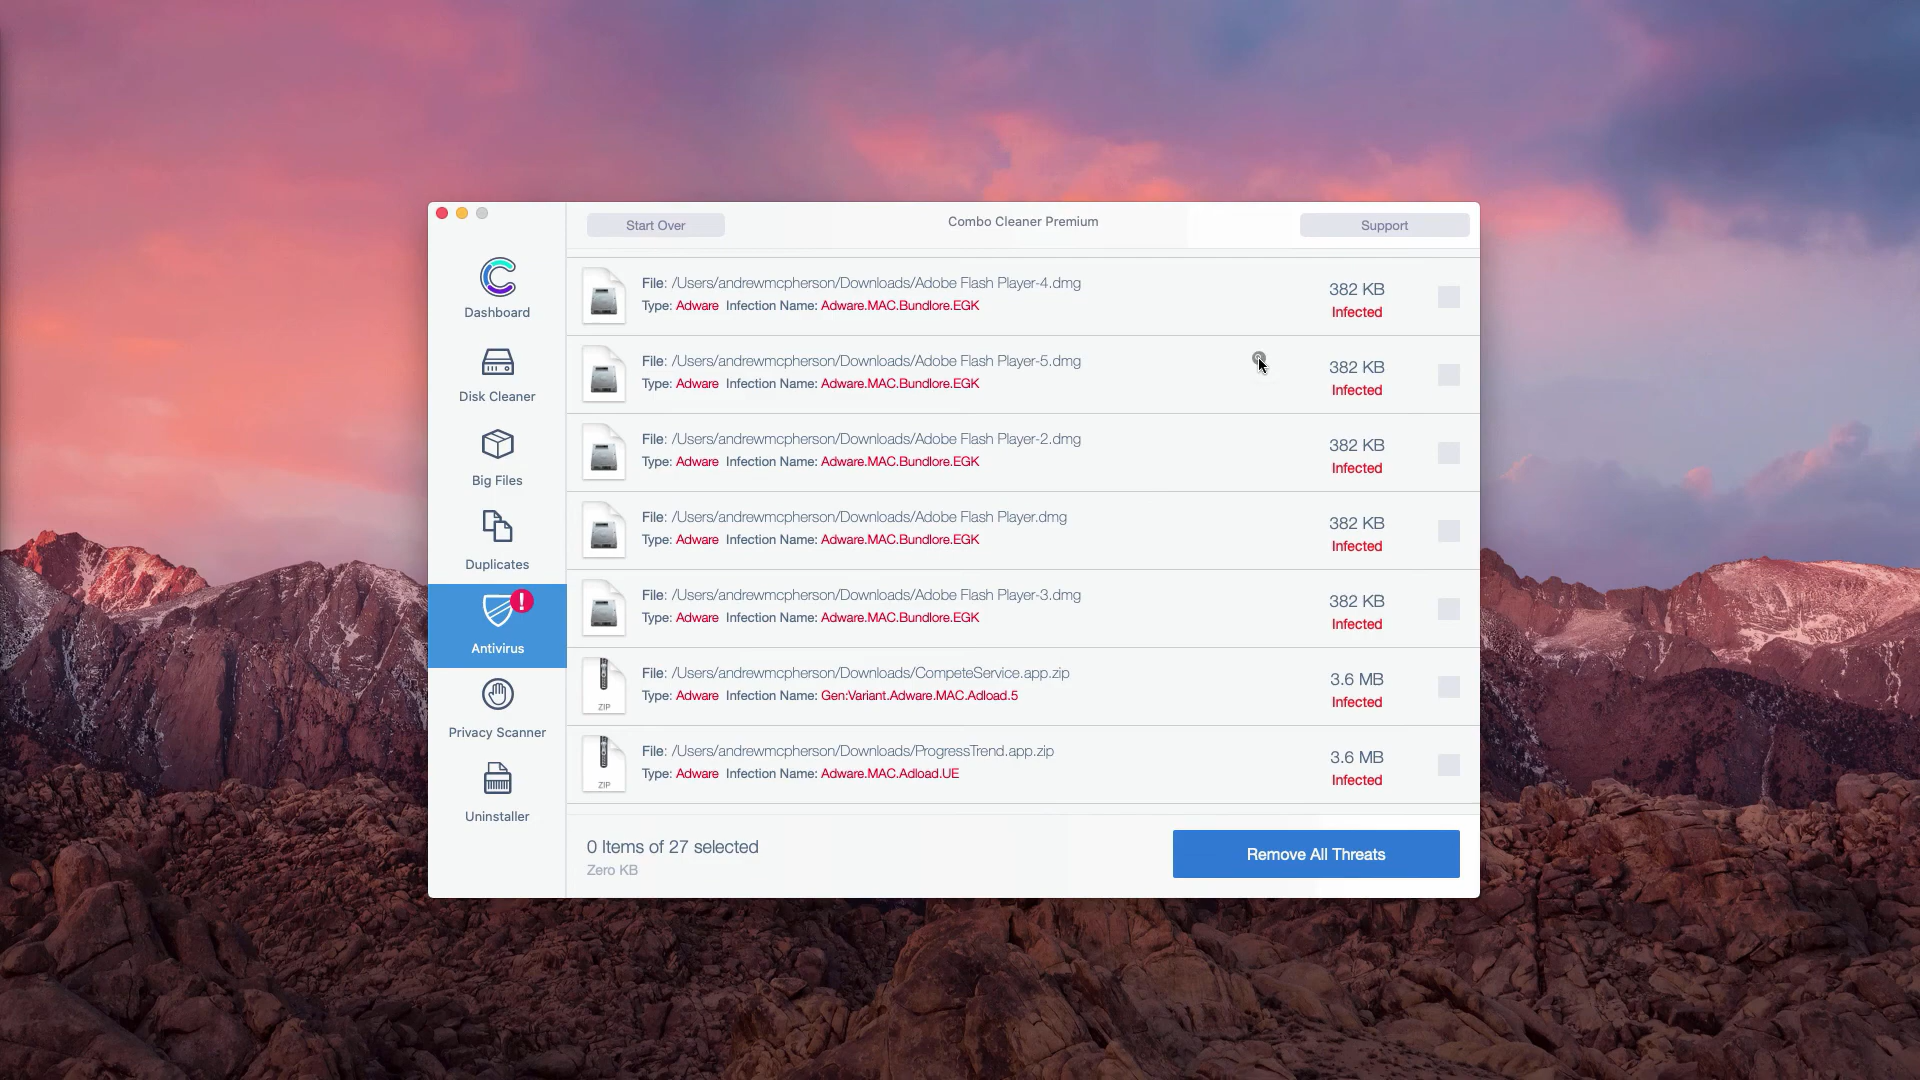 Start Over
Combo Cleaner Premium
Support
Dashboard
Disk Cleaner
Big Files
Duplicates
!
Antivirus
Privacy Scanner
Uninstaller
File: /Users/andrewmcpherson/Downloads/Adobe Flash Player-4.dmg
Type: Adware Infection Name: Adware.MAC.Bundlore.EGK
382 KB
Infected
File: /Users/andrewmcpherson/Downloads/Adobe Flash Player-5.dmg
Type: Adware Infection Name: Adware.MAC.Bundlore.EGK
382 KB
Infected
File: /Users/andrewmcpherson/Downloads/Adobe Flash Player-2.dmg
Type: Adware Infection Name: Adware.MAC.Bundlore.EGK
382 KB
Infected
File: /Users/andrewmcpherson/Downloads/Adobe Flash Player.dmg
Type: Adware Infection Name: Adware.MAC.Bundlore.EGK
382 KB
Infected
File: /Users/andrewmcpherson/Downloads/Adobe Flash Player-3.dmg
Type: Adware Infection Name: Adware.MAC.Bundlore.EGK
382 KB
Infected
ZIP
File: /Users/andrewmcpherson/Downloads/CompeteService.app.zip
Type: Adware Infection Name: Gen:Variant.Adware.MAC.Adload.5
3.6 MB
Infected
ZIP
File: /Users/andrewmcpherson/Downloads/ProgressTrend.app.zip
Type: Adware Infection Name: Adware.MAC.Adload.UE
3.6 MB
Infected
0 Items of 27 selected
Zero KB
Remove All Threats